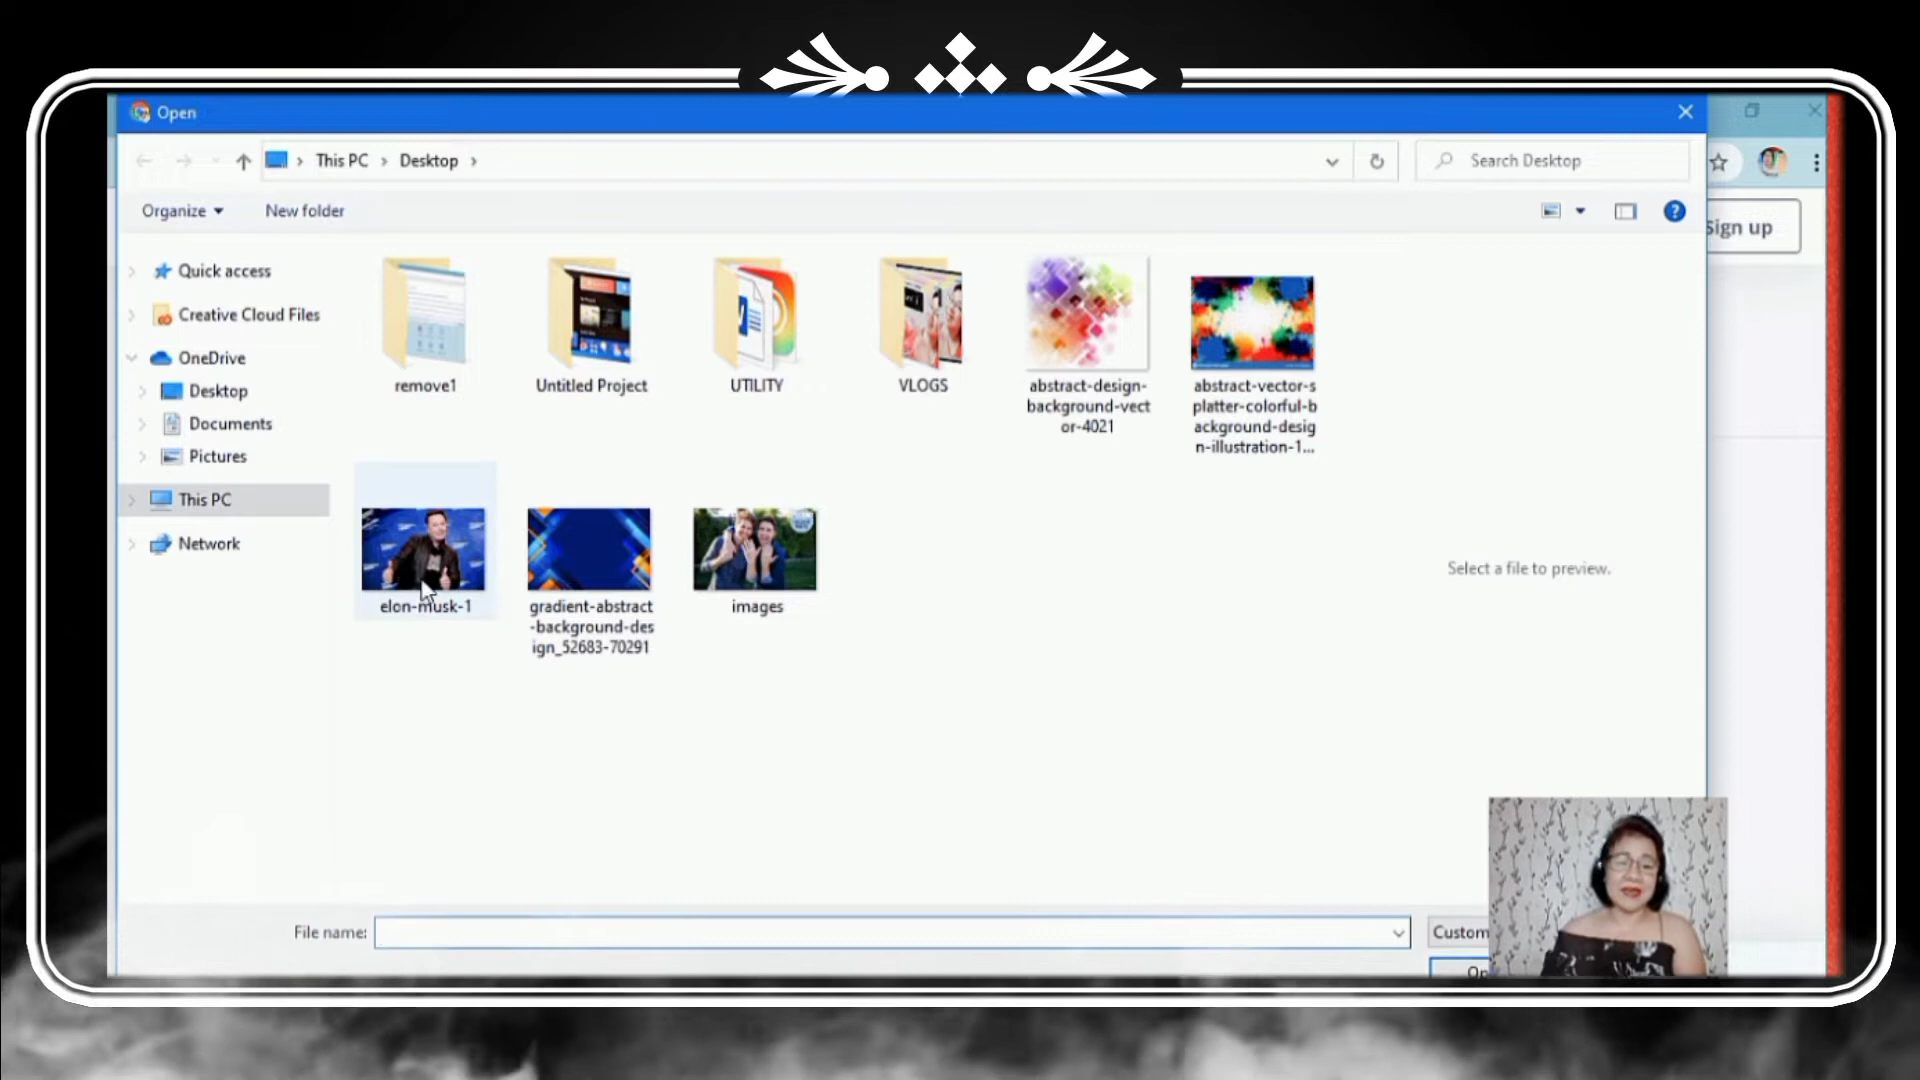 Open
This PC
Desktop
Search Desktop
Organize
New folder
Sign up
Quick access
Creative Cloud Files
OneDrive
Desktop
Documents
Pictures
This PC
Network
remove1
Untitled Project
UTILITY
VLOGS
abstract-design-
background-vect
or-4021
abstract-vector-s
platter-colorful-b
ackground-desig
n-illustration-1...
elon-musk-1
gradient-abstract
-background-des
ign_52683-70291
images
Select a file to preview.
File name:
Custom
Op